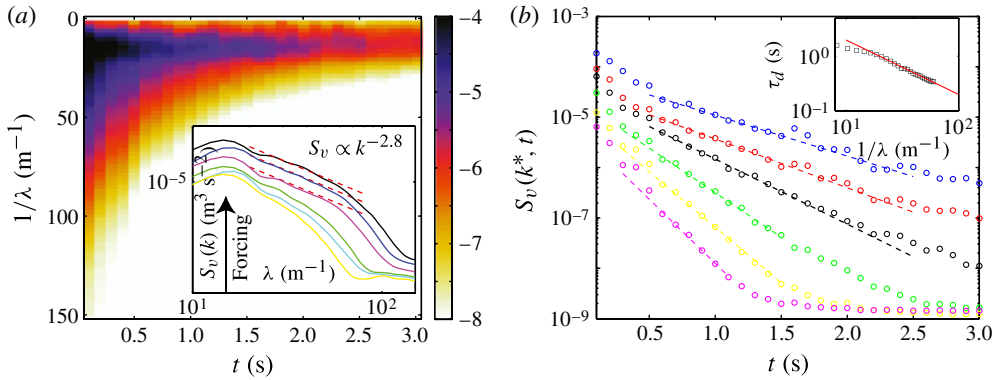 (a)
0
50
100
150
1/λ (m⁻¹)
0.5 1.0 1.5 2.0 2.5 3.0
t (s)
−4
−5
−6
−7
−8
S_v ∝ k^−2.8
10⁻⁵
S_v(k) (m³ s⁻²)
Forcing
λ (m⁻¹)
10¹ 10²
(b)
10⁻³
10⁻⁵
10⁻⁷
10⁻⁹
S_v(k*, t)
0.5 1.0 1.5 2.0 2.5 3.0
t (s)
τ_d (s)
10⁰
10⁻¹
10¹ 10²
1/λ (m⁻¹)